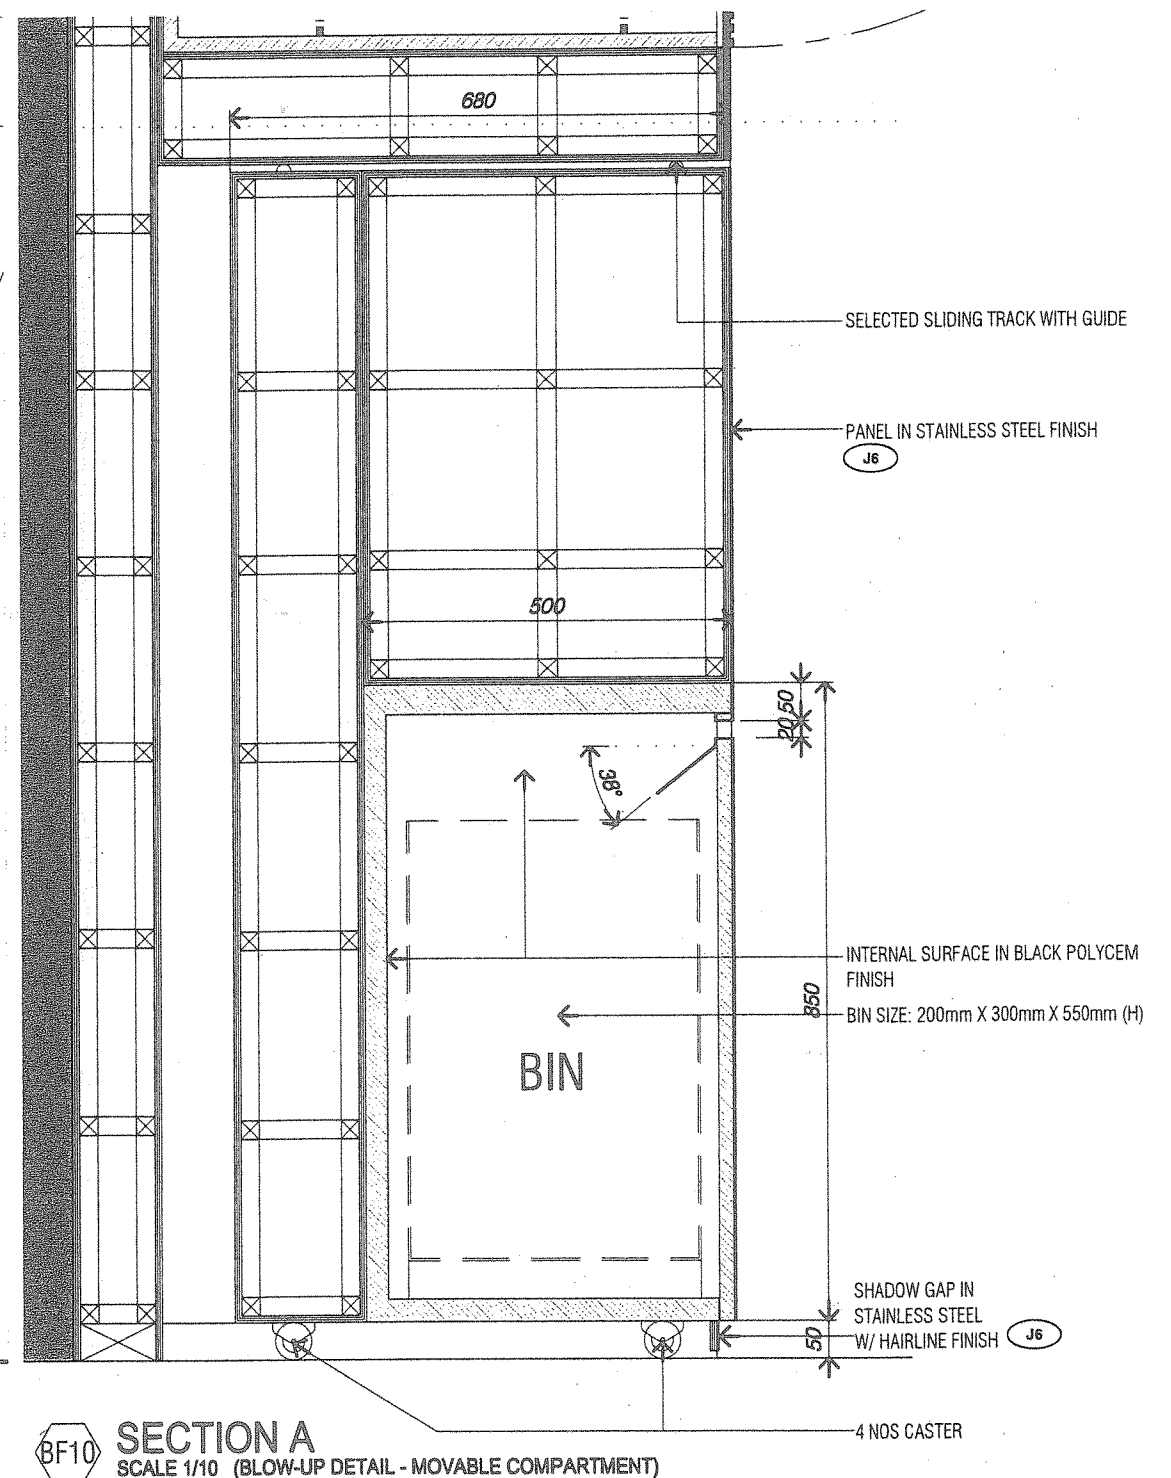 680
SELECTED SLIDING TRACK WITH GUIDE
PANEL IN STAINLESS STEEL FINISH
J6
500
50
20
38°
INTERNAL SURFACE IN BLACK POLYCEM
FINISH
850
BIN SIZE: 200mm X 300mm X 550mm (H)
BIN
SHADOW GAP IN
STAINLESS STEEL
W/ HAIRLINE FINISH
J6
50
4 NOS CASTER
BF10
SECTION A
SCALE 1/10 (BLOW-UP DETAIL - MOVABLE COMPARTMENT)